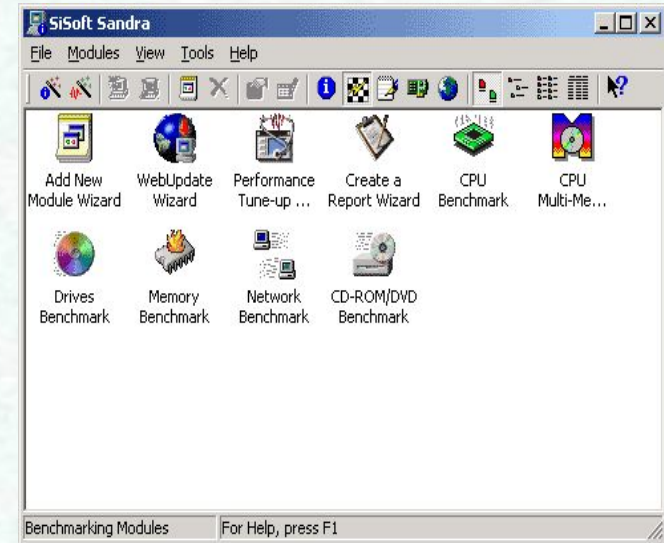 SiSoft Sandra
File Modules View Tools Help
Add New Module Wizard
WebUpdate Wizard
Performance Tune-up ...
Create a Report Wizard
CPU Benchmark
CPU Multi-Me...
Drives Benchmark
Memory Benchmark
Network Benchmark
CD-ROM/DVD Benchmark
Benchmarking Modules For Help, press F1